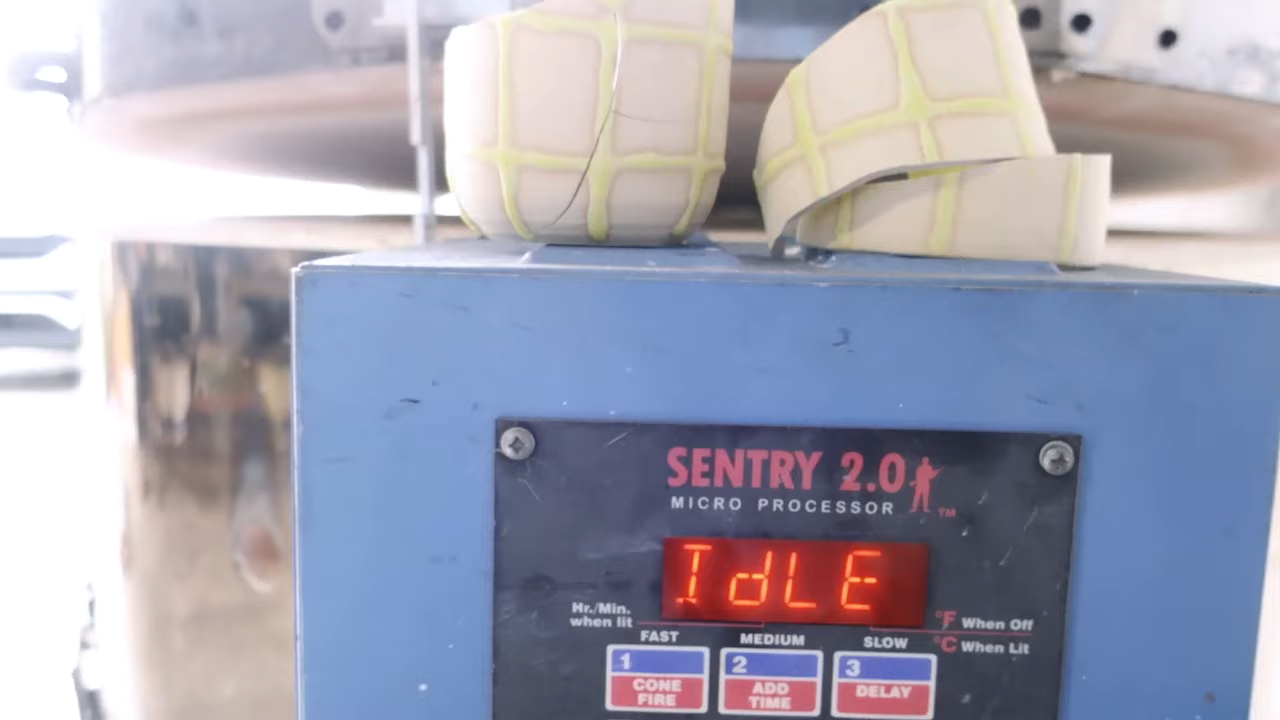 SENTRY 2.0
MICRO PROCESSOR
TM
IdLE
Hr./Min.
when lit
°F When Off
°C When Lit
FAST
MEDIUM
SLOW
1
CONE
FIRE
2
ADD
TIME
3
DELAY